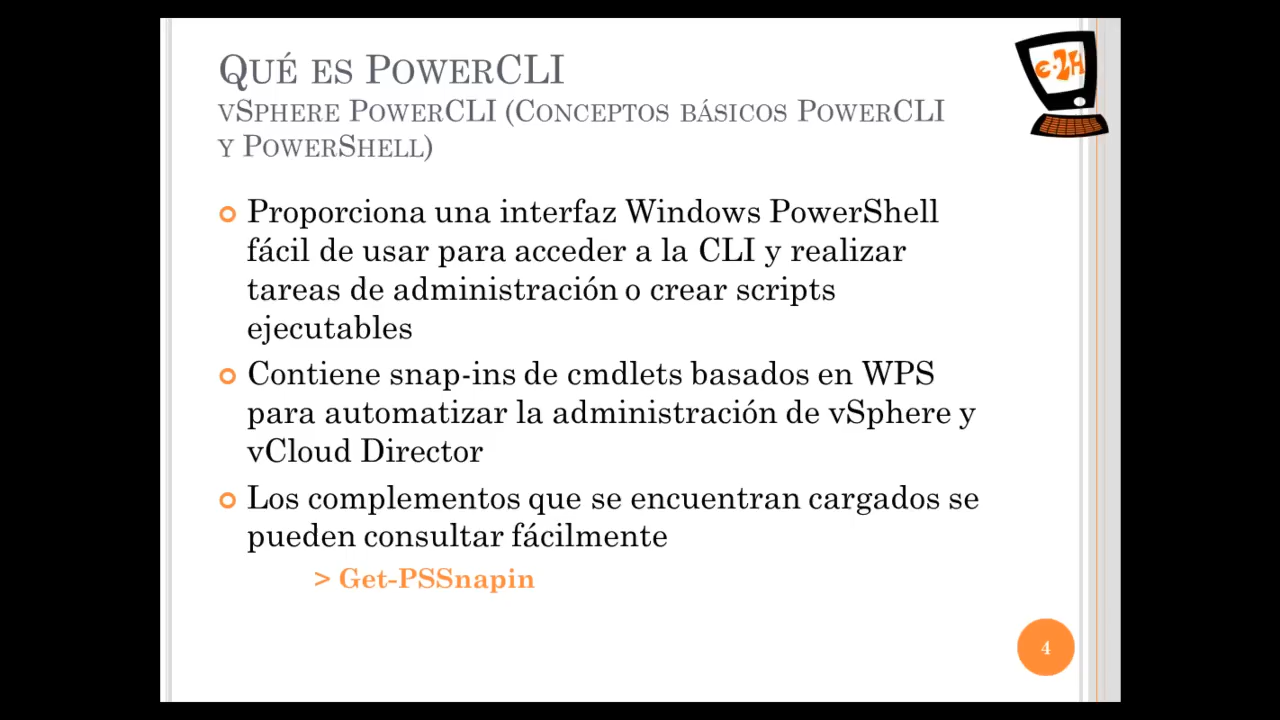 QUÉ ES POWERCLI
VSPHERE POWERCLI (CONCEPTOS BÁSICOS POWERCLI
Y POWERSHELL)
e-2H
Proporciona una interfaz Windows PowerShell
fácil de usar para acceder a la CLI y realizar
tareas de administración o crear scripts
ejecutables
Contiene snap-ins de cmdlets basados en WPS
para automatizar la administración de vSphere y
vCloud Director
Los complementos que se encuentran cargados se
pueden consultar fácilmente
> Get-PSSnapin
4